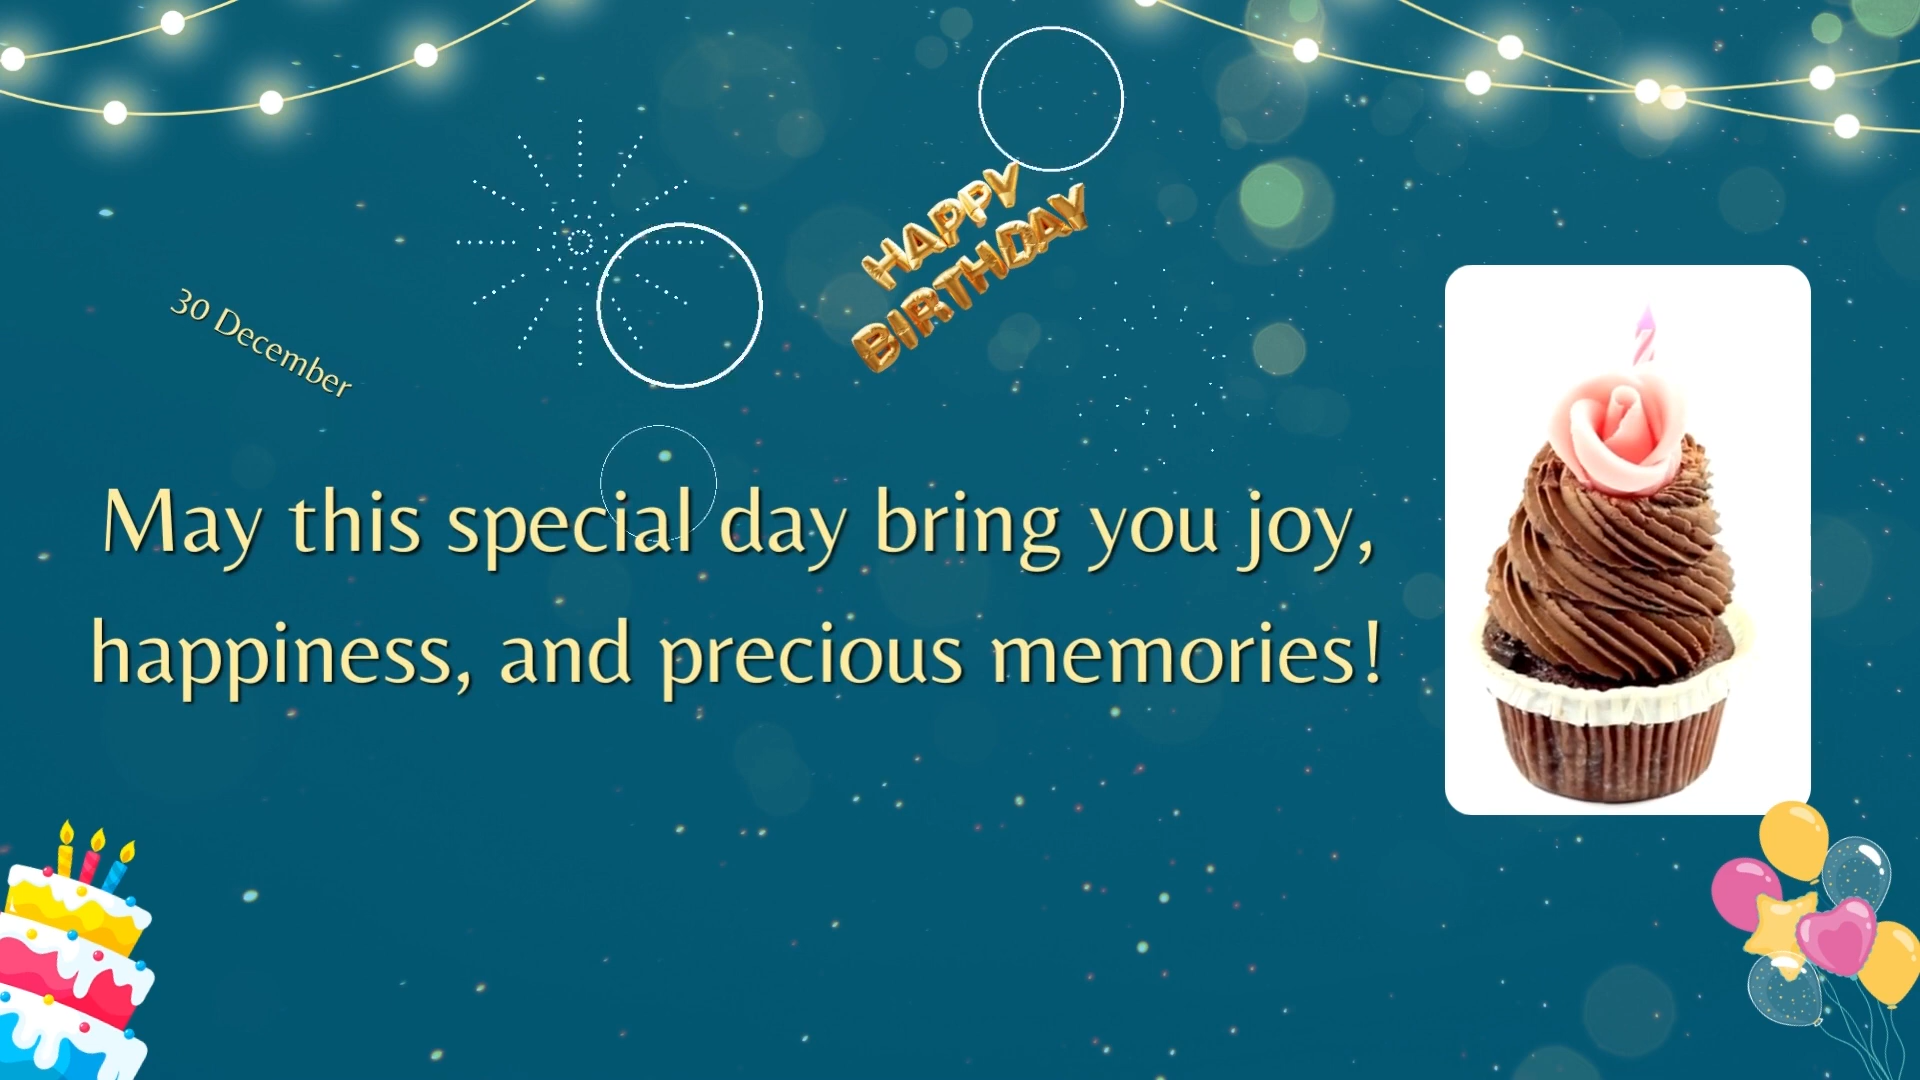 HAPPY
BIRTHDAY
30 December
May this special day bring you joy,
happiness, and precious memories!